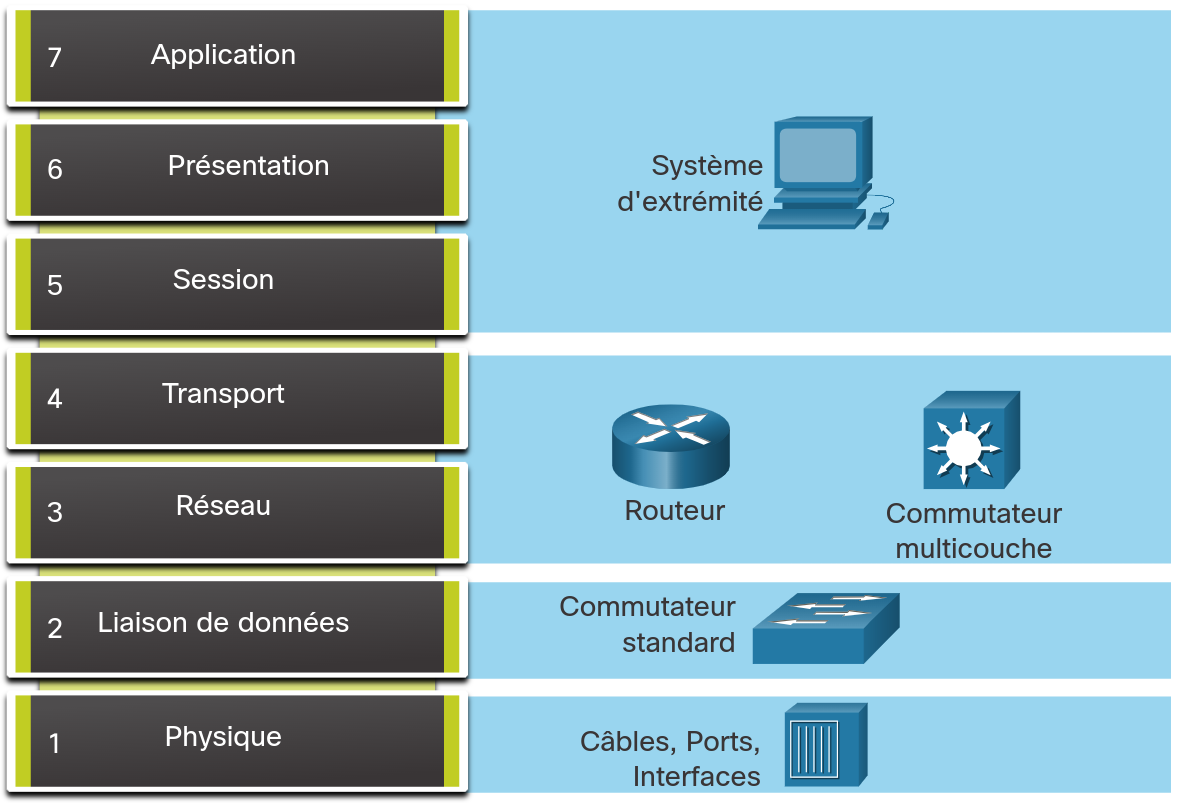 7 Application
6 Présentation
Système
d'extrémité
5 Session
4 Transport
3 Réseau
Routeur
Commutateur
multicouche
2 Liaison de données
Commutateur
standard
1 Physique
Câbles, Ports,
Interfaces